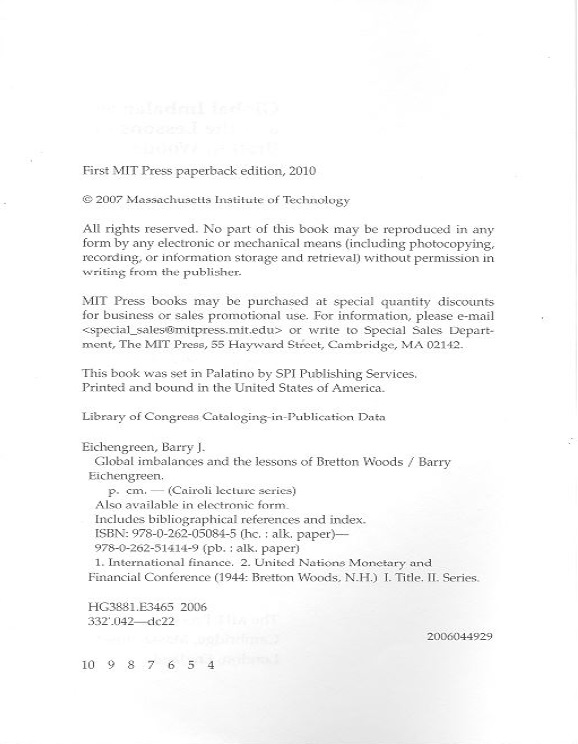 First MIT Press paperback edition, 2010
© 2007 Massachusetts Institute of Technology
All rights reserved. No part of this book may be reproduced in any
form by any electronic or mechanical means (including photocopying,
recording, or information storage and retrieval) without permission in
writing from the publisher.
MIT Press books may be purchased at special quantity discounts
for business or sales promotional use. For information, please e-mail
<special_sales@mitpress.mit.edu> or write to Special Sales Depart-
ment, The MIT Press, 55 Hayward Street, Cambridge, MA 02142.
This book was set in Palatino by SPI Publishing Services.
Printed and bound in the United States of America.
Library of Congress Cataloging-in-Publication Data
Eichengreen, Barry J.
Global imbalances and the lessons of Bretton Woods / Barry
Eichengreen.
p. cm. — (Cairoli lecture series)
Also available in electronic form.
Includes bibliographical references and index.
ISBN: 978-0-262-05084-5 (hc. : alk. paper)—
978-0-262-51414-9 (pb. : alk. paper)
1. International finance. 2. United Nations Monetary and
Financial Conference (1944: Bretton Woods, N.H.) I. Title. II. Series.
HG3881.E3465 2006
332'.042—dc22
2006044929
10 9 8 7 6 5 4